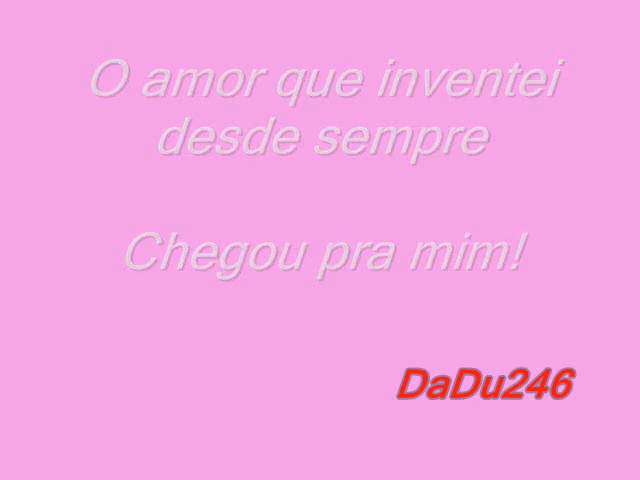 O amor que inventei
desde sempre
Chegou pra mim!
DaDu246